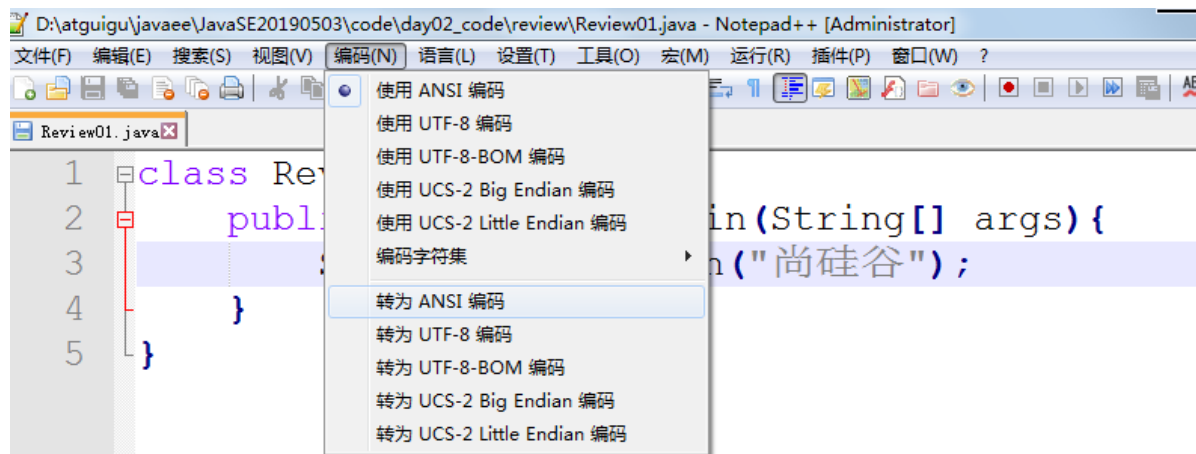 D:\atguigu\javaee\JavaSE20190503\code\day02_code\review\Review01.java - Notepad++ [Administrator]
文件(F) 编辑(E) 搜索(S) 视图(V) 编码(N) 语言(L) 设置(T) 工具(O) 宏(M) 运行(R) 插件(P) 窗口(W) ?
Review01.java
使用 ANSI 编码
使用 UTF-8 编码
使用 UTF-8-BOM 编码
使用 UCS-2 Big Endian 编码
使用 UCS-2 Little Endian 编码
编码字符集
转为 ANSI 编码
转为 UTF-8 编码
转为 UTF-8-BOM 编码
转为 UCS-2 Big Endian 编码
转为 UCS-2 Little Endian 编码
1 class Re
2 publ in(String[] args){
3 ("尚硅谷");
4 }
5 }